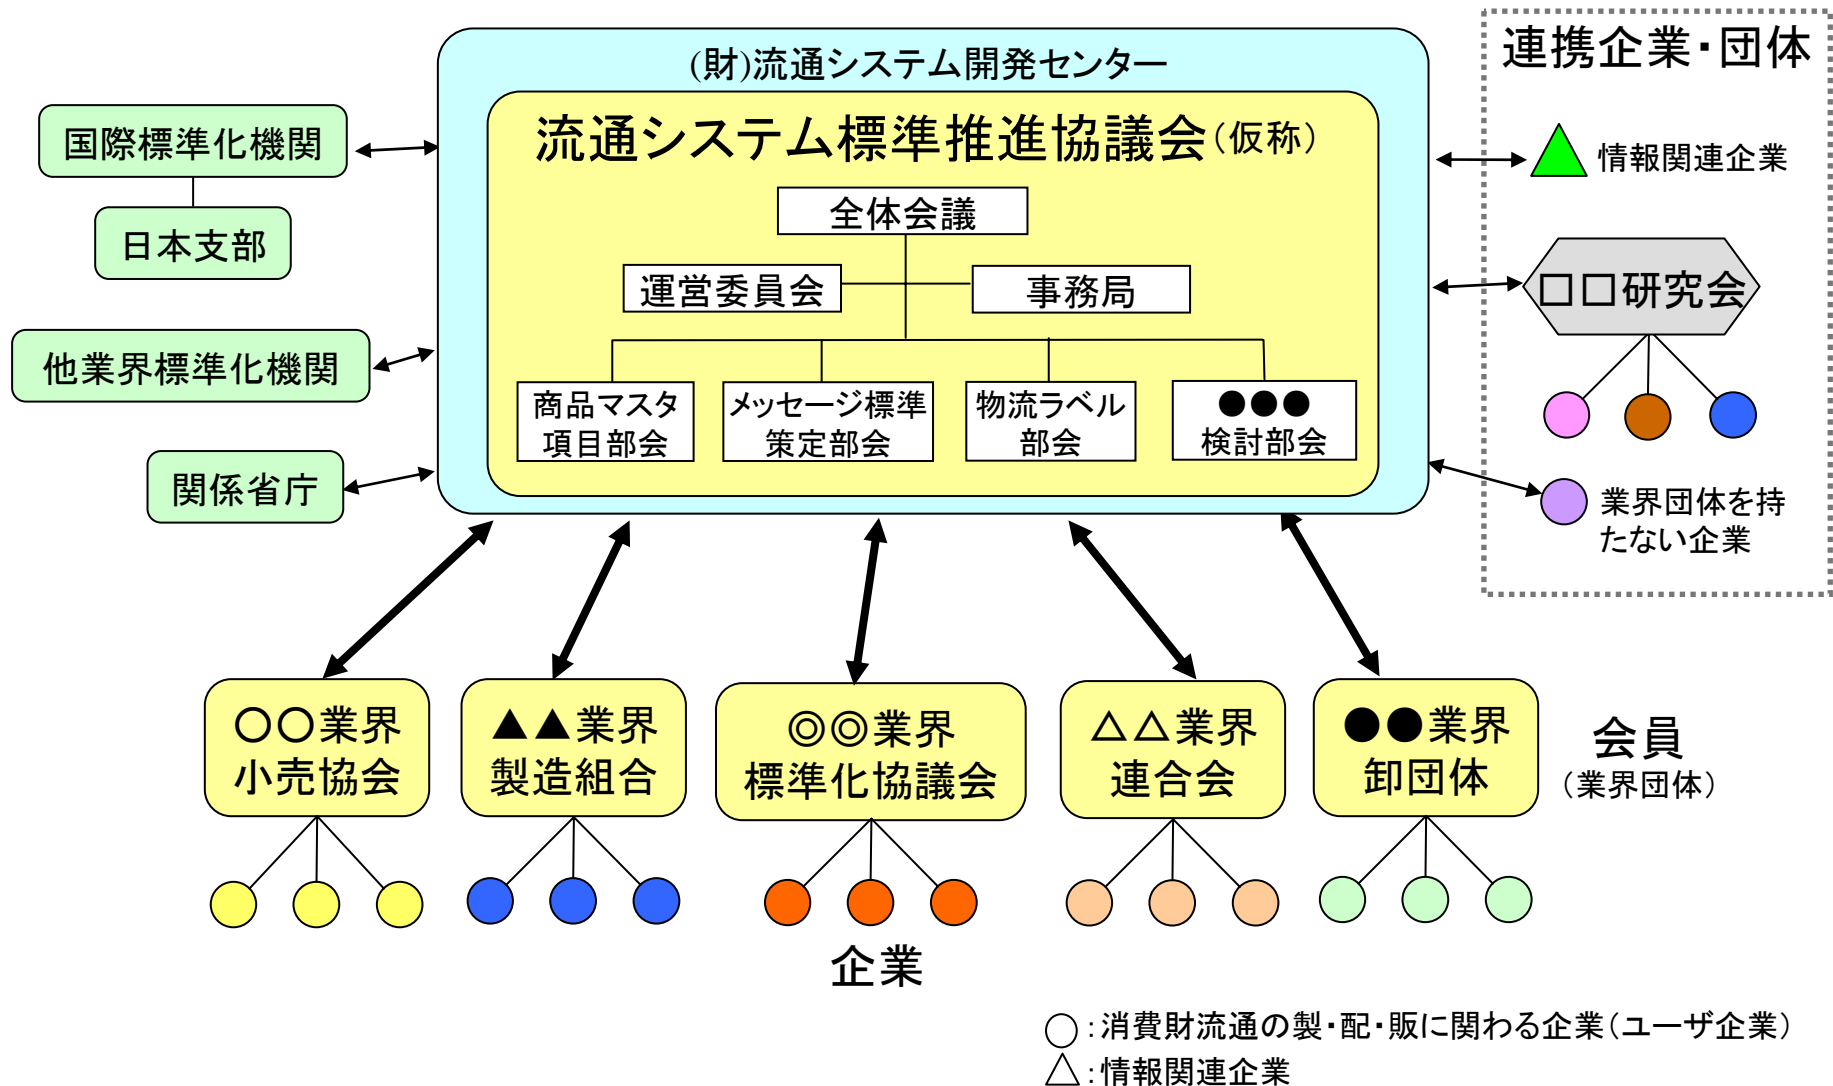 (財)流通システム開発センター
流通システム標準推進協議会(仮称)
全体会議
運営委員会
事務局
商品マスタ
項目部会
メッセージ標準
策定部会
物流ラベル
部会
●●●
検討部会
国際標準化機関
日本支部
他業界標準化機関
関係省庁
連携企業・団体
情報関連企業
□□研究会
業界団体を持
たない企業
〇〇業界
小売協会
▲▲業界
製造組合
◎◎業界
標準化協議会
△△業界
連合会
●●業界
卸団体
会員
(業界団体)
企業
○:消費財流通の製・配・販に関わる企業(ユーザ企業)
△:情報関連企業